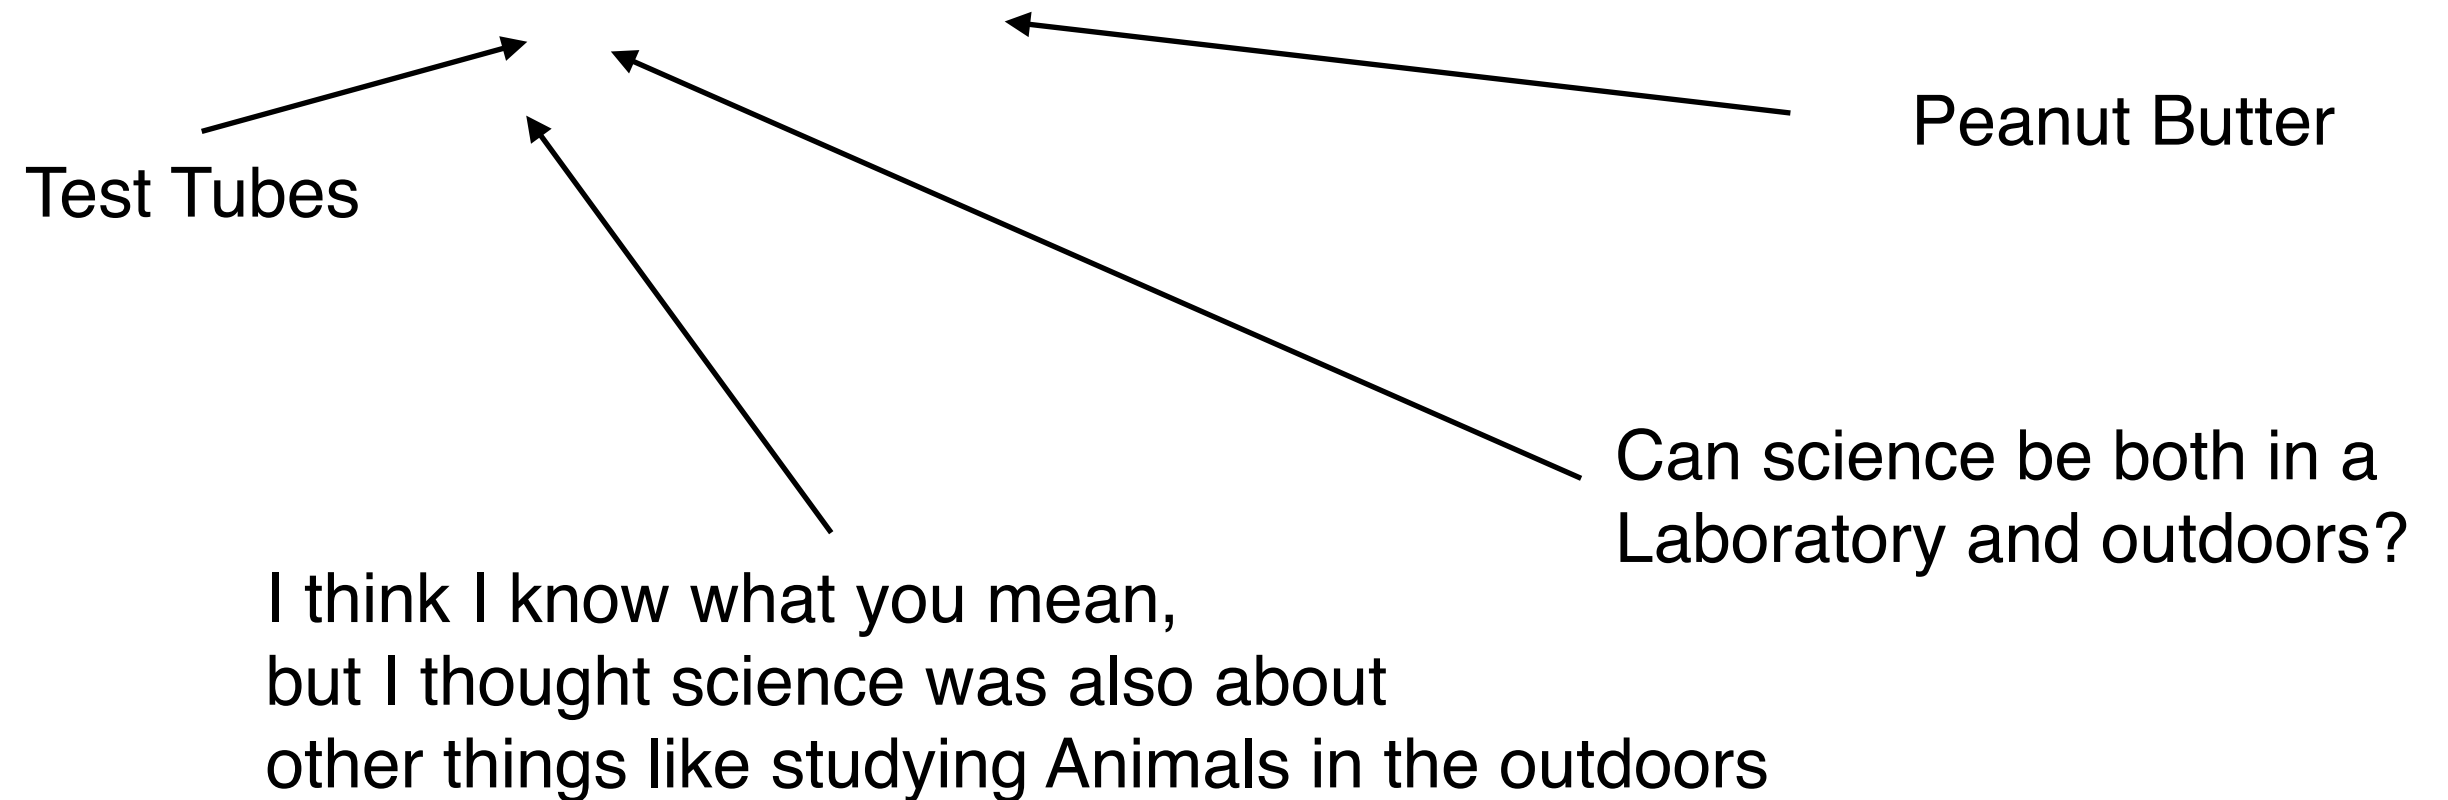 Peanut Butter
Test Tubes
Can science be both in a
Laboratory and outdoors?
I think I know what you mean,
but I thought science was also about
other things like studying Animals in the outdoors